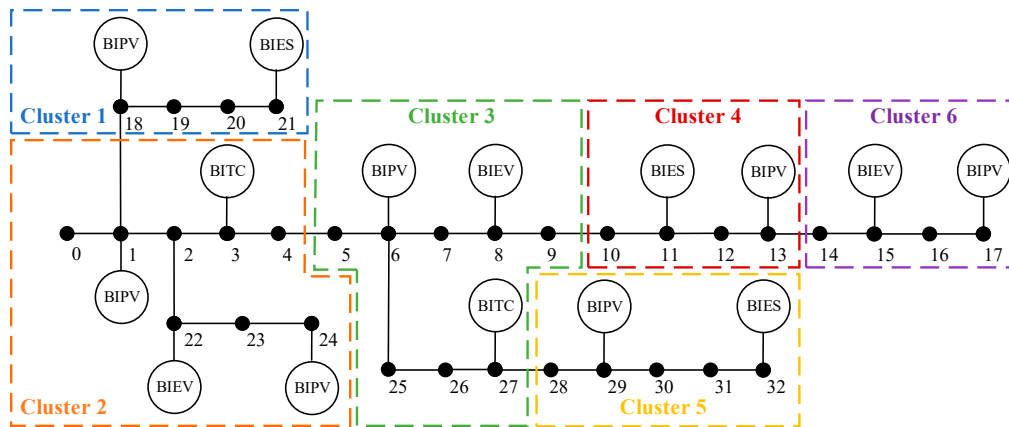 BIPV
BIES
Cluster 1
18
19
20
21
Cluster 3
Cluster 4
Cluster 6
BITC
BIPV
BIEV
BIES
BIPV
BIEV
BIPV
0
1
2
3
4
5
6
7
8
9
10
11
12
13
14
15
16
17
BIPV
BITC
BIPV
BIES
22
23
24
BIEV
BIPV
25
26
27
28
29
30
31
32
Cluster 2
Cluster 5